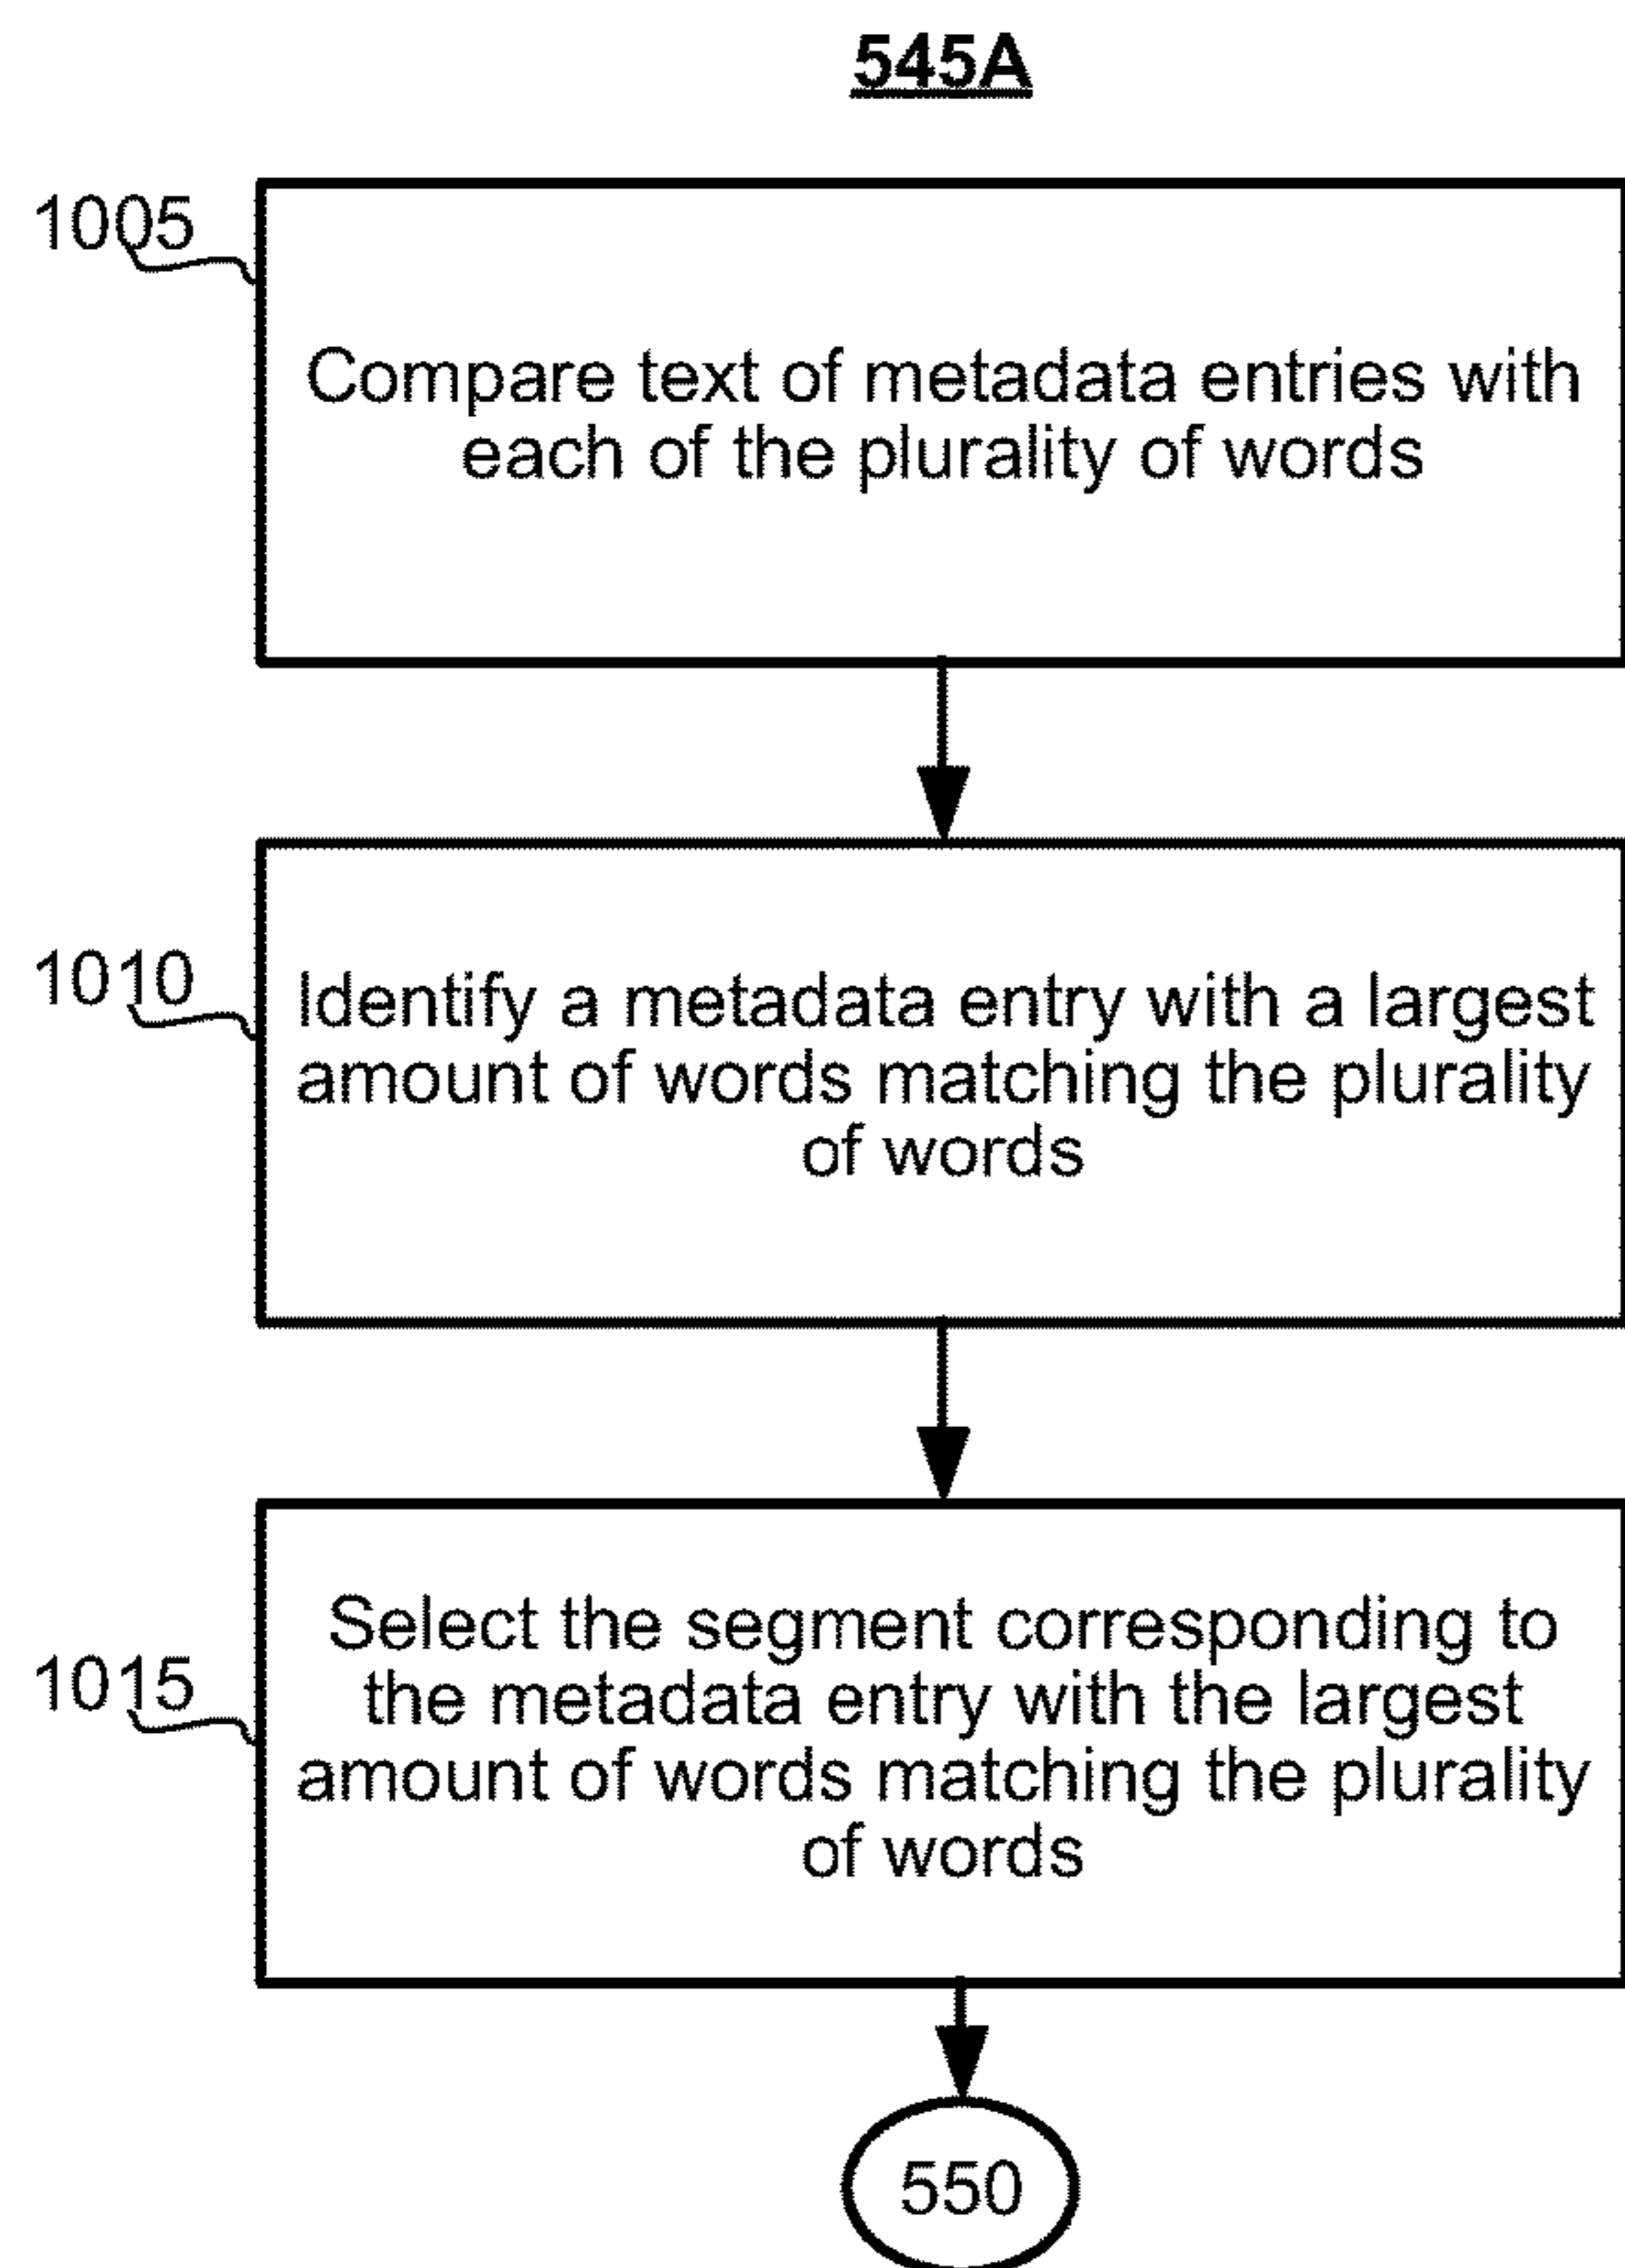 545A
1005
Compare text of metadata entries with
each of the plurality of words
1010
Identify a metadata entry with a largest
amount of words matching the plurality
of words
1015
Select the segment corresponding to
the metadata entry with the largest
amount of words matching the plurality
of words
550